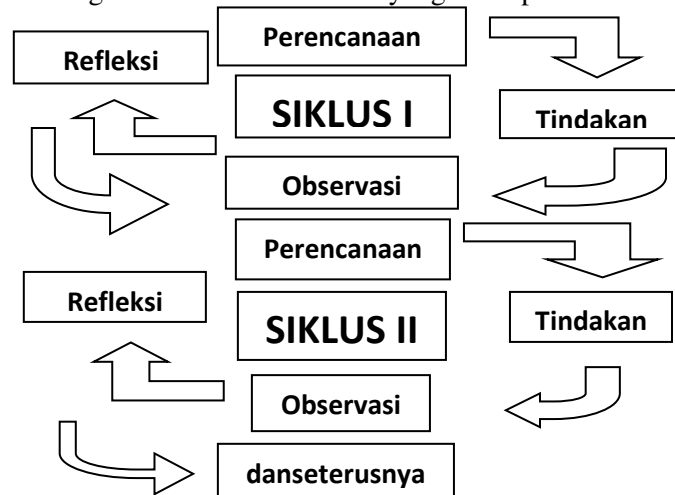 Perencanaan
Refleksi
SIKLUS I
Tindakan
Observasi
Perencanaan
Refleksi
SIKLUS II
Tindakan
Observasi
danseterusnya